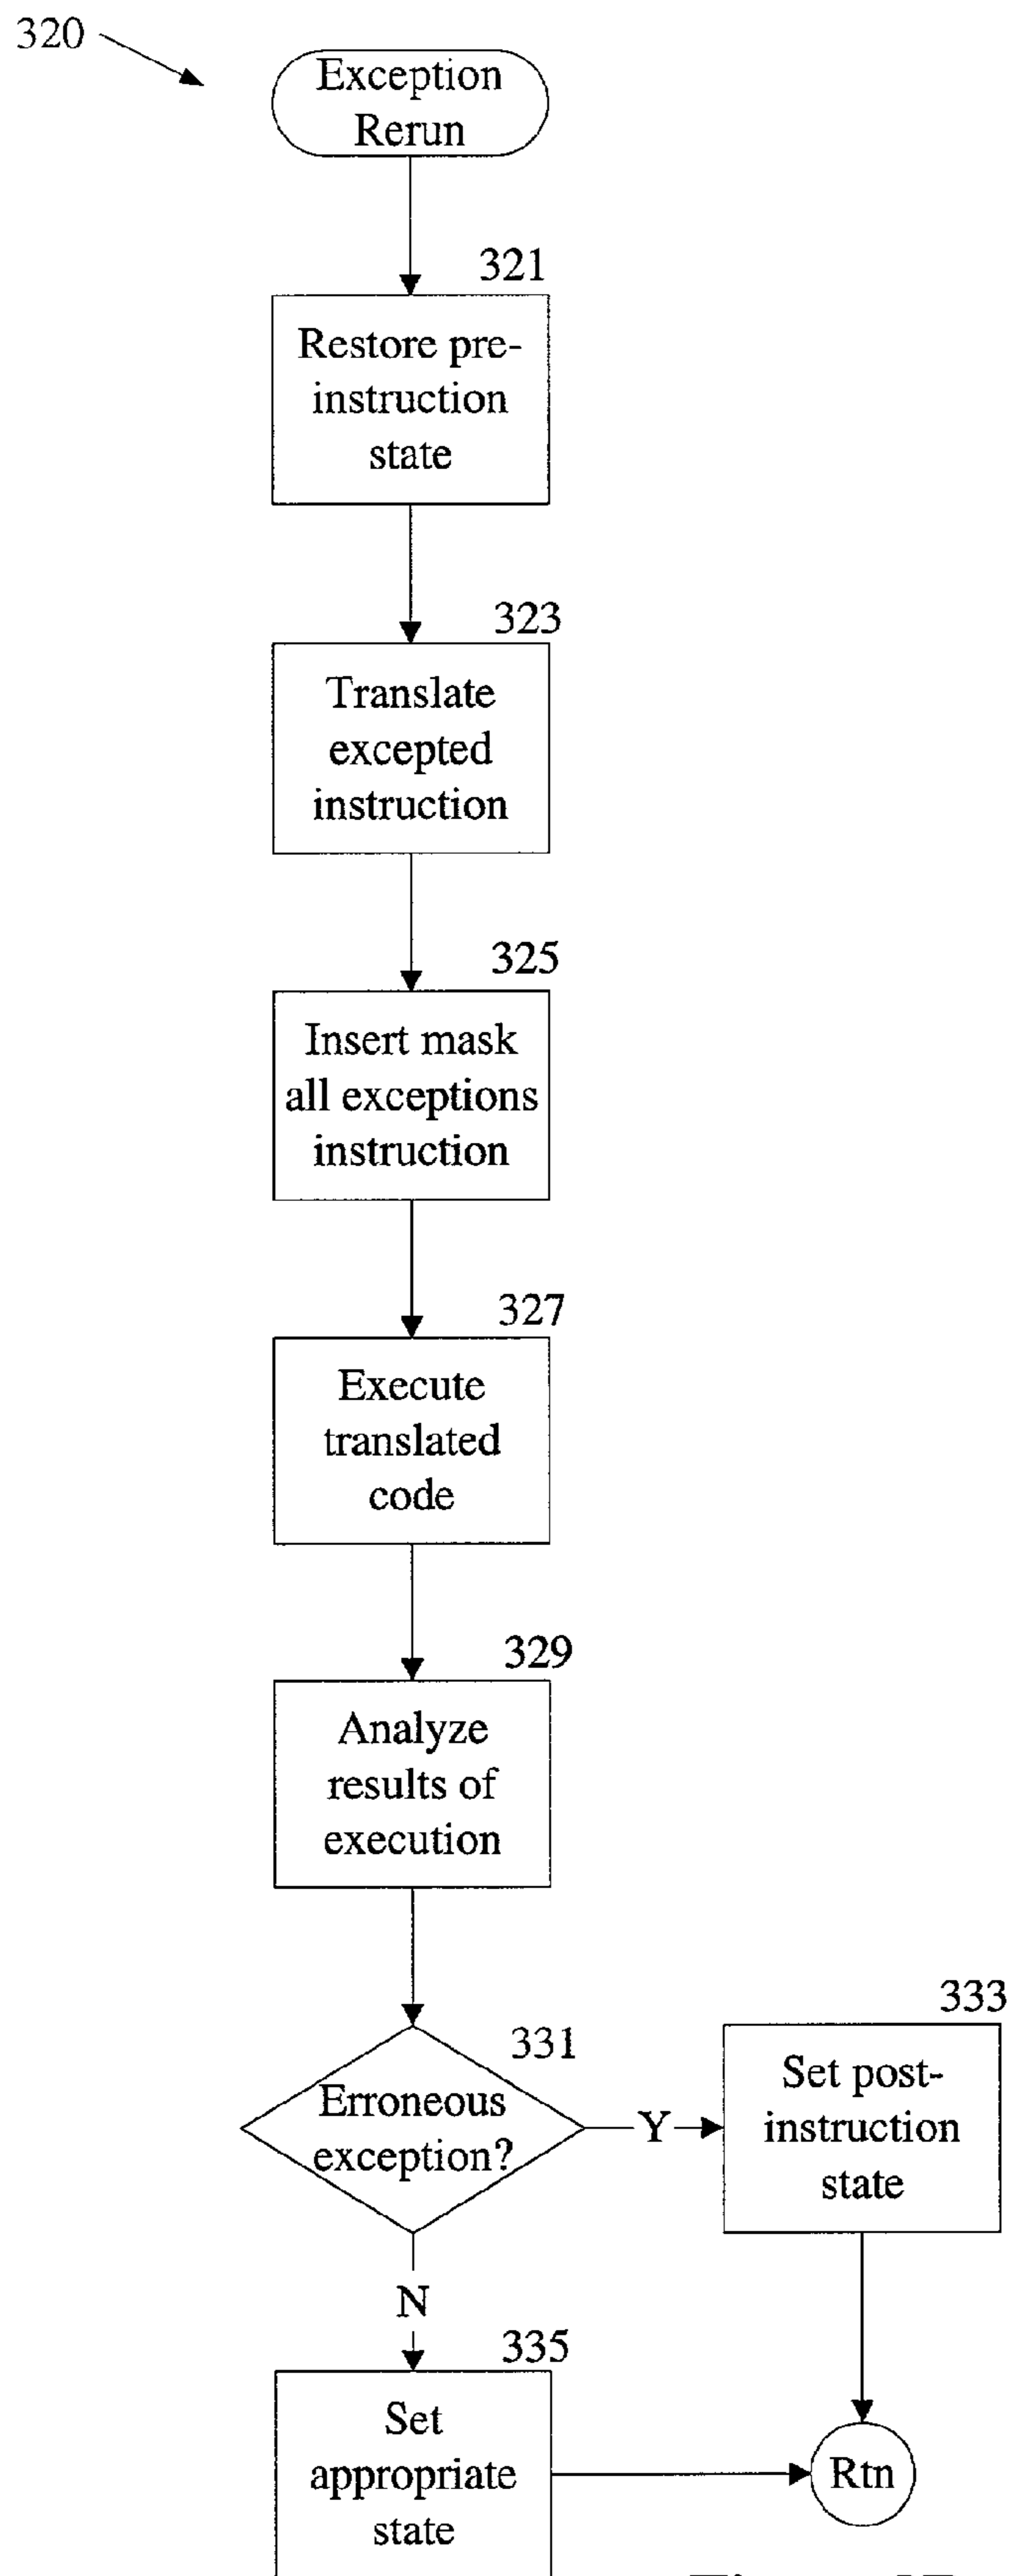 320
Exception
Rerun
321
Restore pre-
instruction
state
323
Translate
excepted
instruction
325
Insert mask
all exceptions
instruction
327
Execute
translated
code
329
Analyze
results of
execution
331
Erroneous
exception?
Y
333
Set post-
instruction
state
N
335
Set
appropriate
state
Rtn